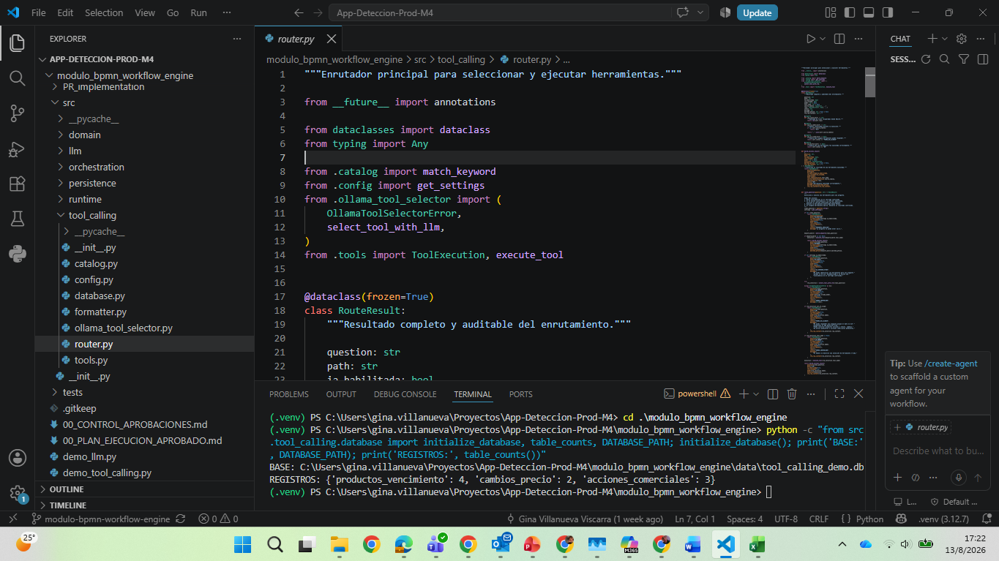 File Edit Selection View Go Run ···
App-Deteccion-Prod-M4
Update
EXPLORER
APP-DETECCION-PROD-M4
modulo_bpmn_workflow_engine
PR_implementation
src
__pycache__
domain
llm
orchestration
persistence
runtime
tool_calling
__pycache__
__init__.py
catalog.py
config.py
database.py
formatter.py
ollama_tool_selector.py
router.py
tools.py
__init__.py
tests
.gitkeep
00_CONTROL_APROBACIONES.md
00_PLAN_EJECUCION_APROBADO.md
demo_llm.py
demo_tool_calling.py
OUTLINE
TIMELINE
router.py
modulo_bpmn_workflow_engine > src > tool_calling > router.py > ...
1 """Enrutador principal para seleccionar y ejecutar herramientas."""
2
3 from __future__ import annotations
4
5 from dataclasses import dataclass
6 from typing import Any
7
8 from .catalog import match_keyword
9 from .config import get_settings
10 from .ollama_tool_selector import (
11     OllamaToolSelectorError,
12     select_tool_with_llm,
13 )
14 from .tools import ToolExecution, execute_tool
15
16
17 @dataclass(frozen=True)
18 class RouteResult:
19     """Resultado completo y auditable del enrutamiento."""
20
21     question: str
22     path: str
23     ia_habilitada: bool
PROBLEMS OUTPUT DEBUG CONSOLE TERMINAL PORTS
powershell
(.venv) PS C:\Users\gina.villanueva\Proyectos\App-Deteccion-Prod-M4> cd .\modulo_bpmn_workflow_engine
(.venv) PS C:\Users\gina.villanueva\Proyectos\App-Deteccion-Prod-M4\modulo_bpmn_workflow_engine> python -c "from src
.tool_calling.database import initialize_database, table_counts, DATABASE_PATH; initialize_database(); print('BASE:'
, DATABASE_PATH); print('REGISTROS:', table_counts())"
BASE: C:\Users\gina.villanueva\Proyectos\App-Deteccion-Prod-M4\modulo_bpmn_workflow_engine\data\tool_calling_demo.db
REGISTROS: {'productos_vencimiento': 4, 'cambios_precio': 2, 'acciones_comerciales': 3}
(.venv) PS C:\Users\gina.villanueva\Proyectos\App-Deteccion-Prod-M4\modulo_bpmn_workflow_engine>
CHAT
SESS...
Tip: Use /create-agent
to scaffold a custom
agent for your
workflow.
router.py
Describe what to bu...
L... Default ...
1
modulo-bpmn-workflow-engine 0 0 Gina Villanueva Viscarra (1 week ago) Ln 7, Col 1 Spaces: 4 UTF-8 CRLF { } Python .venv (3.12.7)
25°
M365
17:22
13/8/2026